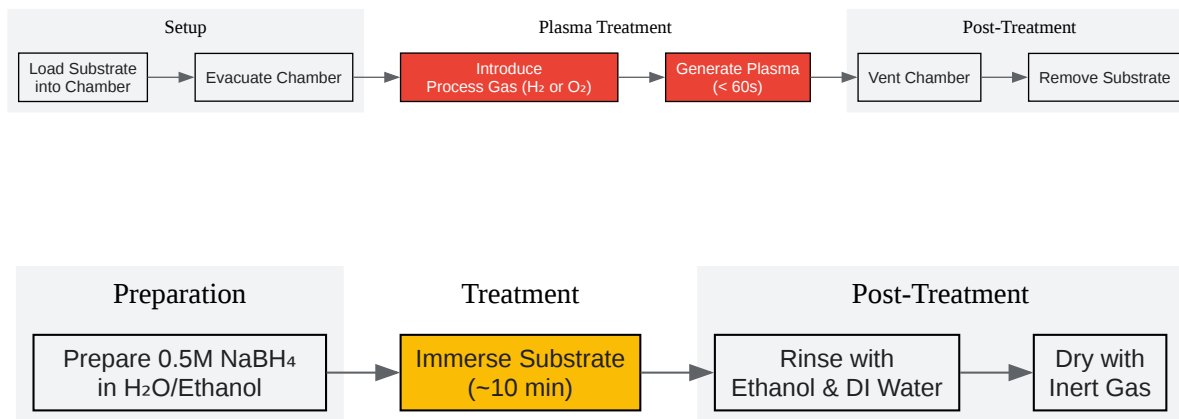 Setup
Plasma Treatment
Post-Treatment
Load Substrate
into Chamber
Evacuate Chamber
Introduce
Process Gas (H₂ or O₂)
Generate Plasma
(< 60s)
Vent Chamber
Remove Substrate
Preparation
Treatment
Post-Treatment
Prepare 0.5M NaBH₄
in H₂O/Ethanol
Immerse Substrate
(~10 min)
Rinse with
Ethanol & DI Water
Dry with
Inert Gas